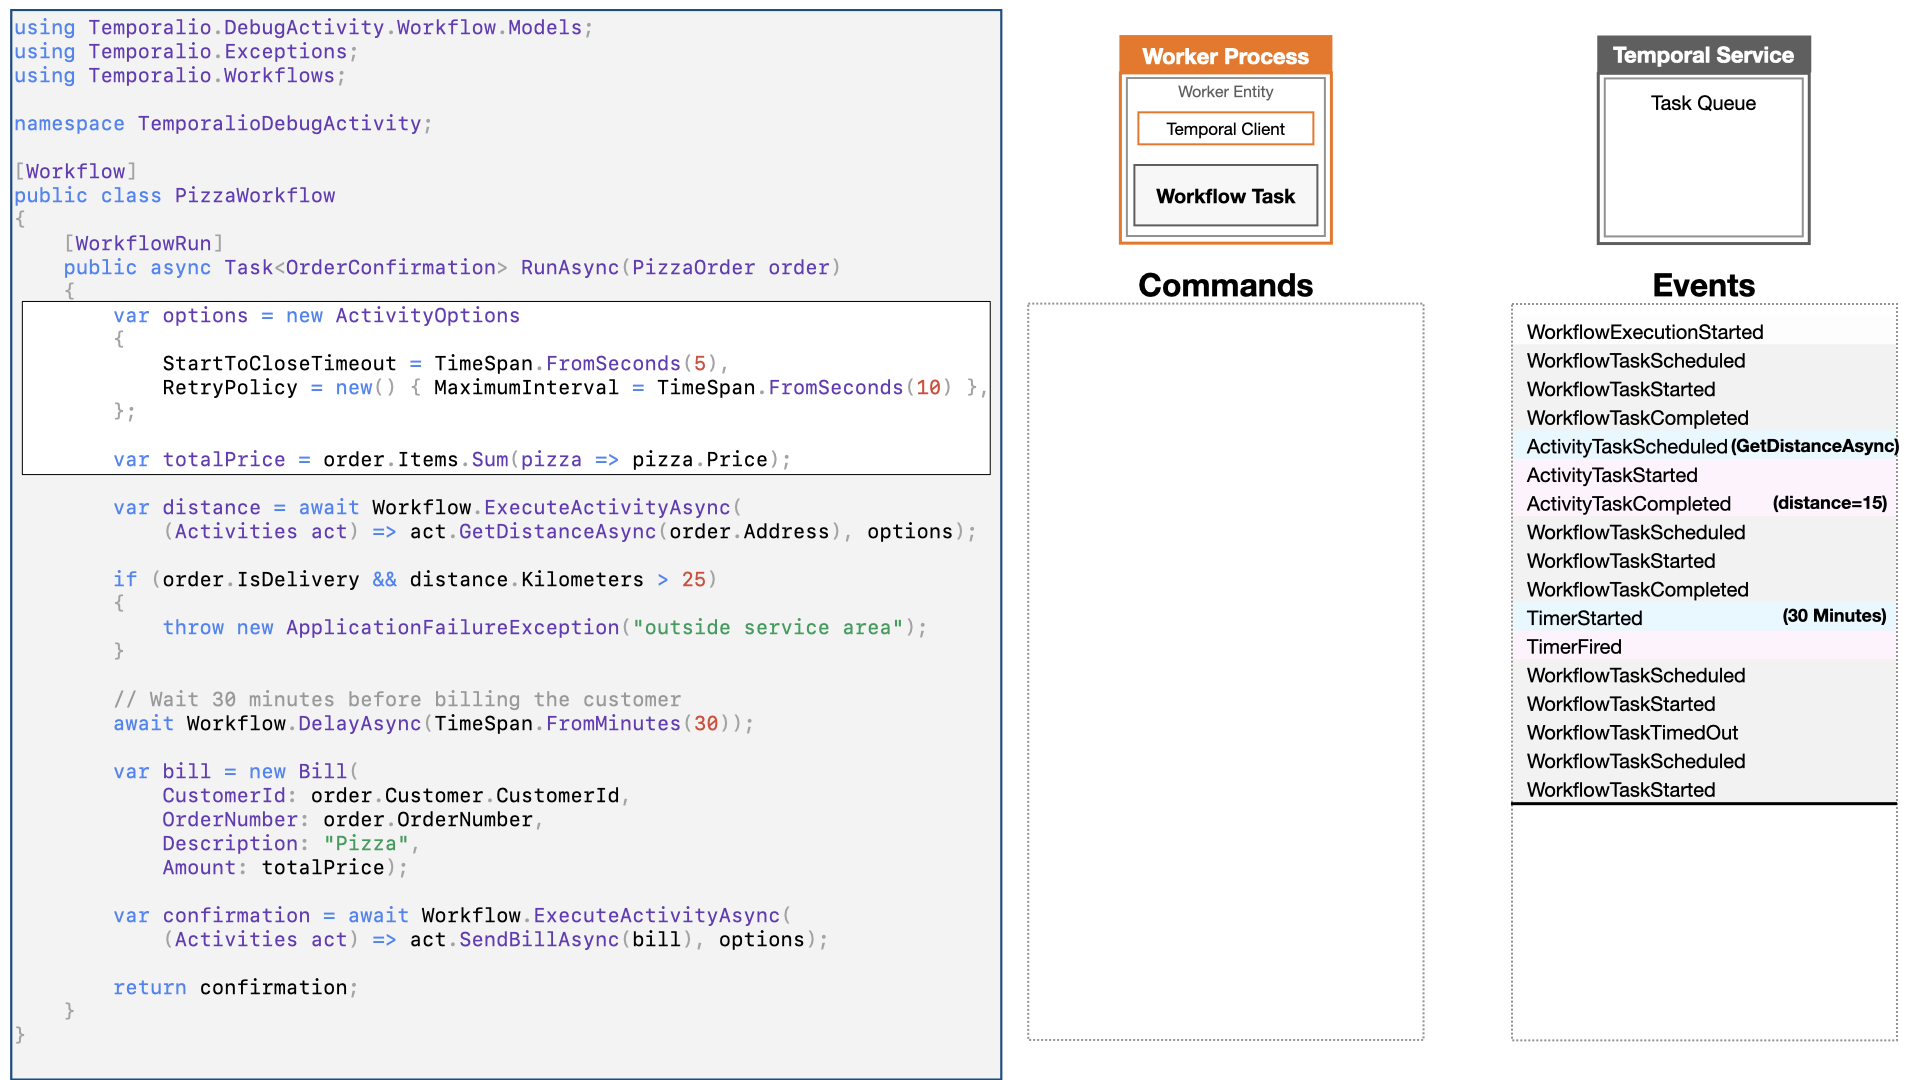 using Temporalio.DebugActivity.Workflow.Models;
using Temporalio.Exceptions;
using Temporalio.Workflows;

namespace TemporalioDebugActivity;

[Workflow]
public class PizzaWorkflow
{
    [WorkflowRun]
    public async Task<OrderConfirmation> RunAsync(PizzaOrder order)
    {
        var options = new ActivityOptions
        {
            StartToCloseTimeout = TimeSpan.FromSeconds(5),
            RetryPolicy = new() { MaximumInterval = TimeSpan.FromSeconds(10) },
        };

        var totalPrice = order.Items.Sum(pizza => pizza.Price);

        var distance = await Workflow.ExecuteActivityAsync(
            (Activities act) => act.GetDistanceAsync(order.Address), options);

        if (order.IsDelivery && distance.Kilometers > 25)
        {
            throw new ApplicationFailureException("outside service area");
        }

        // Wait 30 minutes before billing the customer
        await Workflow.DelayAsync(TimeSpan.FromMinutes(30));

        var bill = new Bill(
            CustomerId: order.Customer.CustomerId,
            OrderNumber: order.OrderNumber,
            Description: "Pizza",
            Amount: totalPrice);

        var confirmation = await Workflow.ExecuteActivityAsync(
            (Activities act) => act.SendBillAsync(bill), options);

        return confirmation;
    }
}
Worker Process
Worker Entity
Temporal Client
Workflow Task
Commands
Temporal Service
Task Queue
Events
WorkflowExecutionStarted
WorkflowTaskScheduled
WorkflowTaskStarted
WorkflowTaskCompleted
ActivityTaskScheduled (GetDistanceAsync)
ActivityTaskStarted
ActivityTaskCompleted (distance=15)
WorkflowTaskScheduled
WorkflowTaskStarted
WorkflowTaskCompleted
TimerStarted (30 Minutes)
TimerFired
WorkflowTaskScheduled
WorkflowTaskStarted
WorkflowTaskTimedOut
WorkflowTaskScheduled
WorkflowTaskStarted